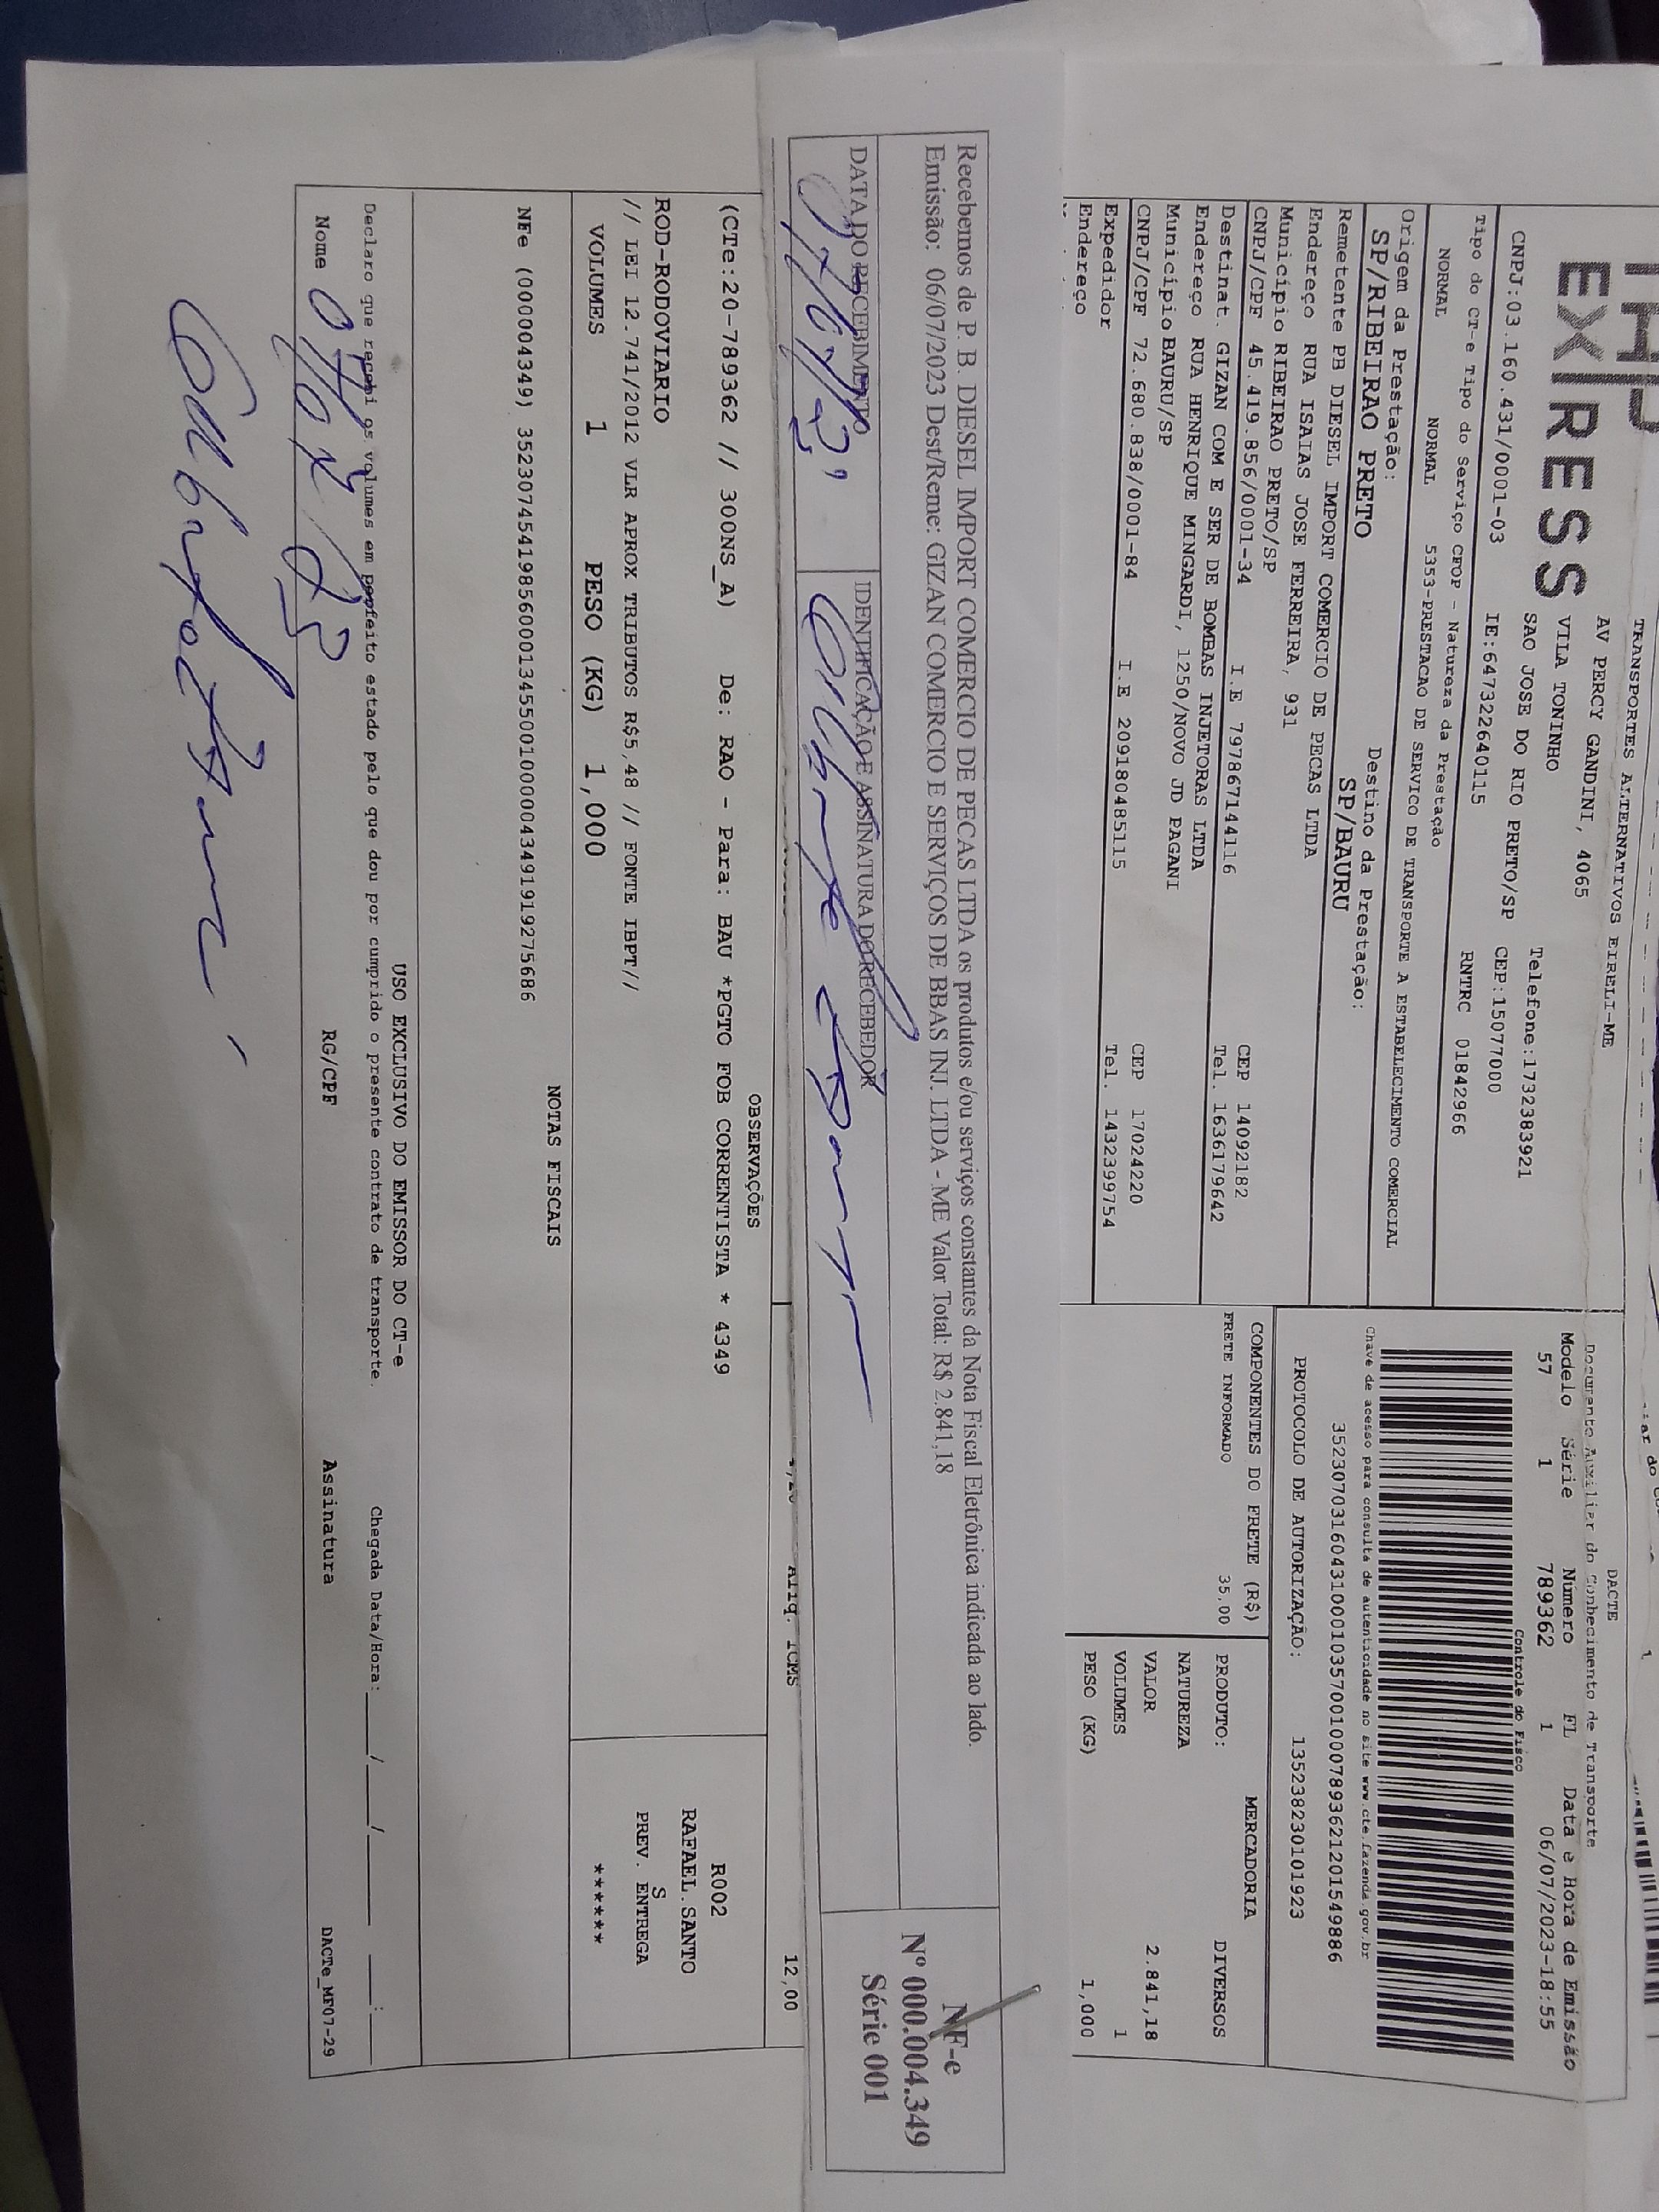 EX|RESS
TRANSPORTES ALTERNATIVOS EIRELI-ME
AV PERCY GANDINI, 4065
VILA TONINHO
SAO JOSE DO RIO PRETO/SP CEP:15077000
Telefone:1732383921
CNPJ:03.160.431/0001-03 IE:647322640115
RNTRC 01842966
Tipo do CT-e Tipo do Serviço CFOP - Natureza da Prestação
NORMAL NORMAL 5353-PRESTACAO DE SERVICO DE TRANSPORTE A ESTABELECIMENTO COMERCIAL
Origem da Prestação: Destino da Prestação:
SP/RIBEIRAO PRETO SP/BAURU
Remetente PB DIESEL IMPORT COMERCIO DE PECAS LTDA
Endereço RUA ISAIAS JOSE FERREIRA, 931
Município RIBEIRAO PRETO/SP CEP 14092182
CNPJ/CPF 45.419.856/0001-34 I.E 797867144116 Tel. 1636179642
Destinat. GIZAN COM E SER DE BOMBAS INJETORAS LTDA
Endereço RUA HENRIQUE MINGARDI, 1250/NOVO JD PAGANI
Município BAURU/SP CEP 17024220
CNPJ/CPF 72.680.838/0001-84 I.E 209180485115 Tel. 1432399754
Expedidor
Endereço
DACTE
Documento Auxiliar do Conhecimento de Transporte
Modelo Série Número FL Data e Hora de Emissão
57 1 789362 1 06/07/2023-18:55
Controle do Fisco
Chave de acesso para consulta de autenticidade no site www.cte.fazenda.gov.br
35230703160431000103570010007893621201549886
PROTOCOLO DE AUTORIZAÇÃO: 135238230101923
COMPONENTES DO FRETE (R$)
FRETE INFORMADO 35,00
MERCADORIA
PRODUTO: DIVERSOS
NATUREZA
VALOR 2.841,18
VOLUMES 1
PESO (KG) 1,000
Recebemos de P. B. DIESEL IMPORT COMERCIO DE PECAS LTDA os produtos e/ou serviços constantes da Nota Fiscal Eletrônica indicada ao lado.
Emissão: 06/07/2023 Dest/Reme: GIZAN COMERCIO E SERVIÇOS DE BBAS INJ. LTDA - ME Valor Total: R$ 2.841,18
DATA DO RECEBIMENTO IDENTIFICAÇÃO E ASSINATURA DO RECEBEDOR
NF-e
Nº 000.004.349
Série 001
Aliq. ICMS 12,00
OBSERVAÇÕES
(CTe:20-789362 // 300NS_A) De: RAO - Para: BAU *PGTO FOB CORRENTISTA * 4349
ROD-RODOVIARIO
// LEI 12.741/2012 VLR APROX TRIBUTOS R$5,48 // FONTE IBPT//
R002
RAFAEL.SANTO
S
PREV. ENTREGA
******
VOLUMES 1 PESO (KG) 1,000
NOTAS FISCAIS
NFe (000004349) 35230745419856000134550010000043491919275686
USO EXCLUSIVO DO EMISSOR DO CT-e
Declaro que recebi os volumes em perfeito estado pelo que dou por cumprido o presente contrato de transporte. Chegada Data/Hora:____/____/____ __:__
Nome 07/07/23 RG/CPF Assinatura DACTe_MF07-29